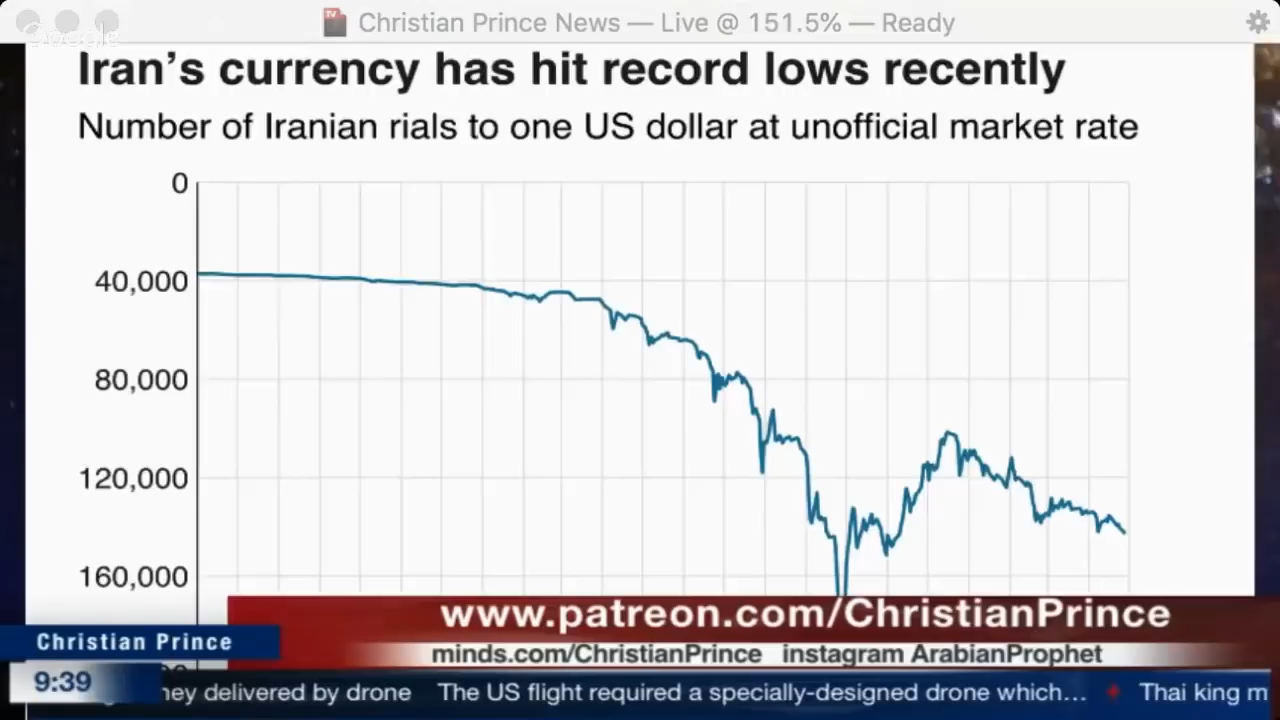 Christian Prince News — Live @ 151.5% — Ready
Google
Iran's currency has hit record lows recently
Number of Iranian rials to one US dollar at unofficial market rate
0
40,000
80,000
120,000
160,000
www.patreon.com/ChristianPrince
Christian Prince
minds.com/ChristianPrince instagram ArabianProphet
9:39
delivered by drone The US flight required a specially-designed drone which... Thai king